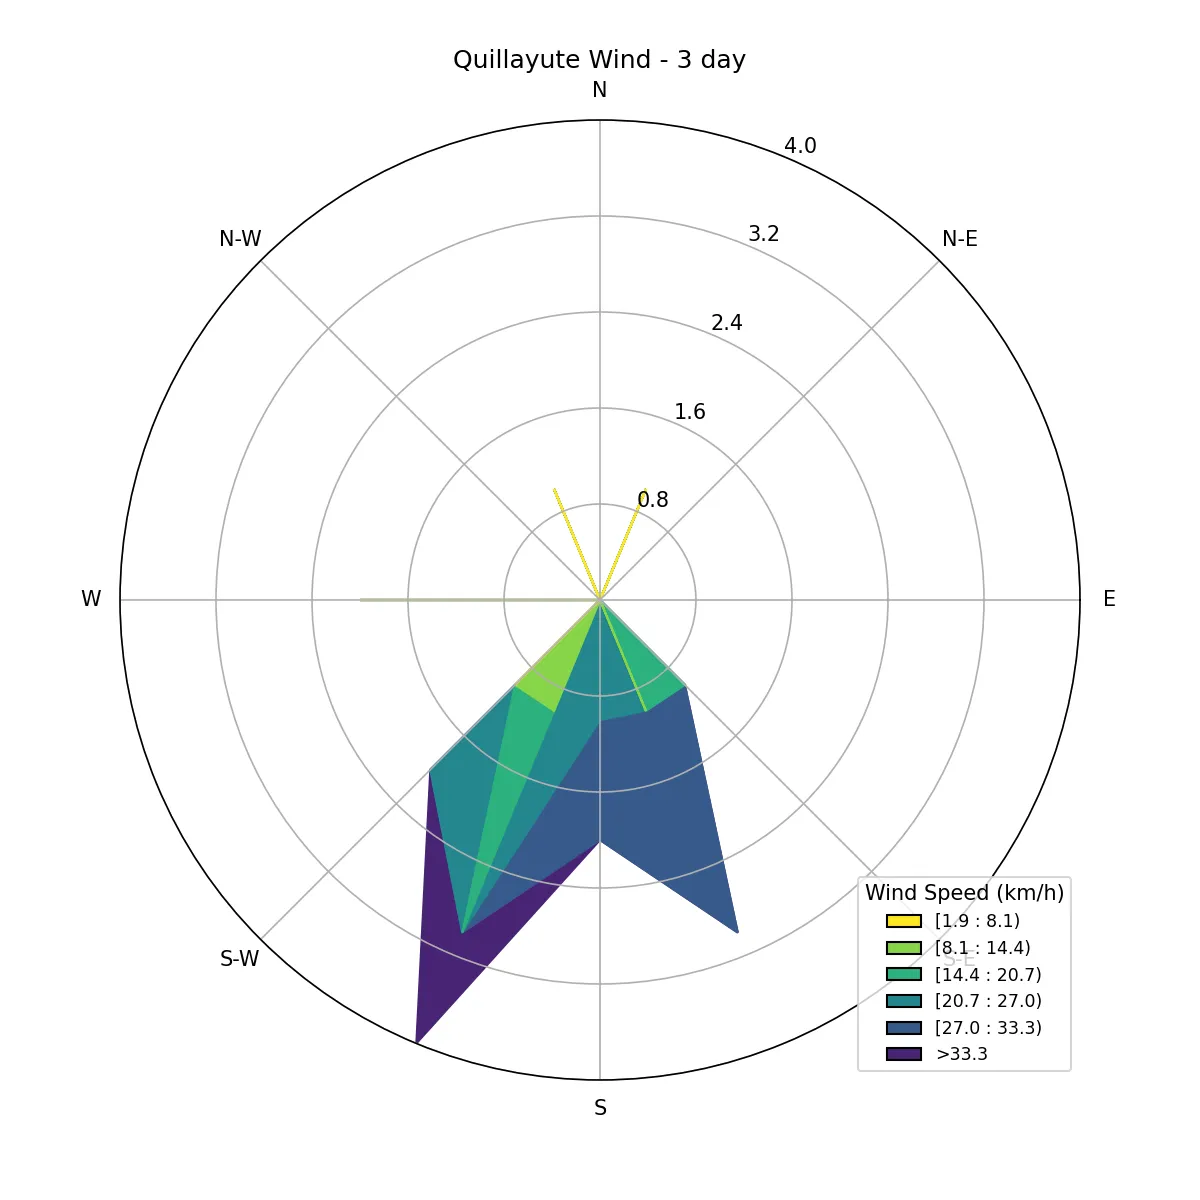 Quillayute Wind - 3 day
N
4.0
N-W
3.2
N-E
2.4
1.6
0.8
W
E
Wind Speed (km/h)
[1.9 : 8.1)
[8.1 : 14.4)
S-W
S-E
[14.4 : 20.7)
[20.7 : 27.0)
[27.0 : 33.3)
>33.3
S